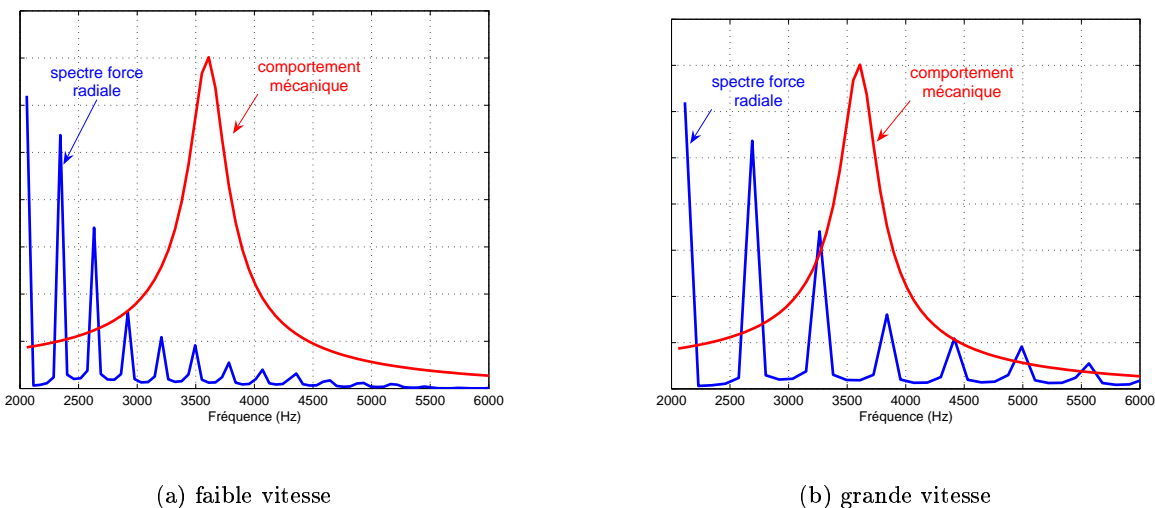 spectre force
radiale
comportement
mécanique
2000 2500 3000 3500 4000 4500 5000 5500 6000
Fréquence (Hz)
(a) faible vitesse
spectre force
radiale
comportement
mécanique
2000 2500 3000 3500 4000 4500 5000 5500 6000
Fréquence (Hz)
(b) grande vitesse